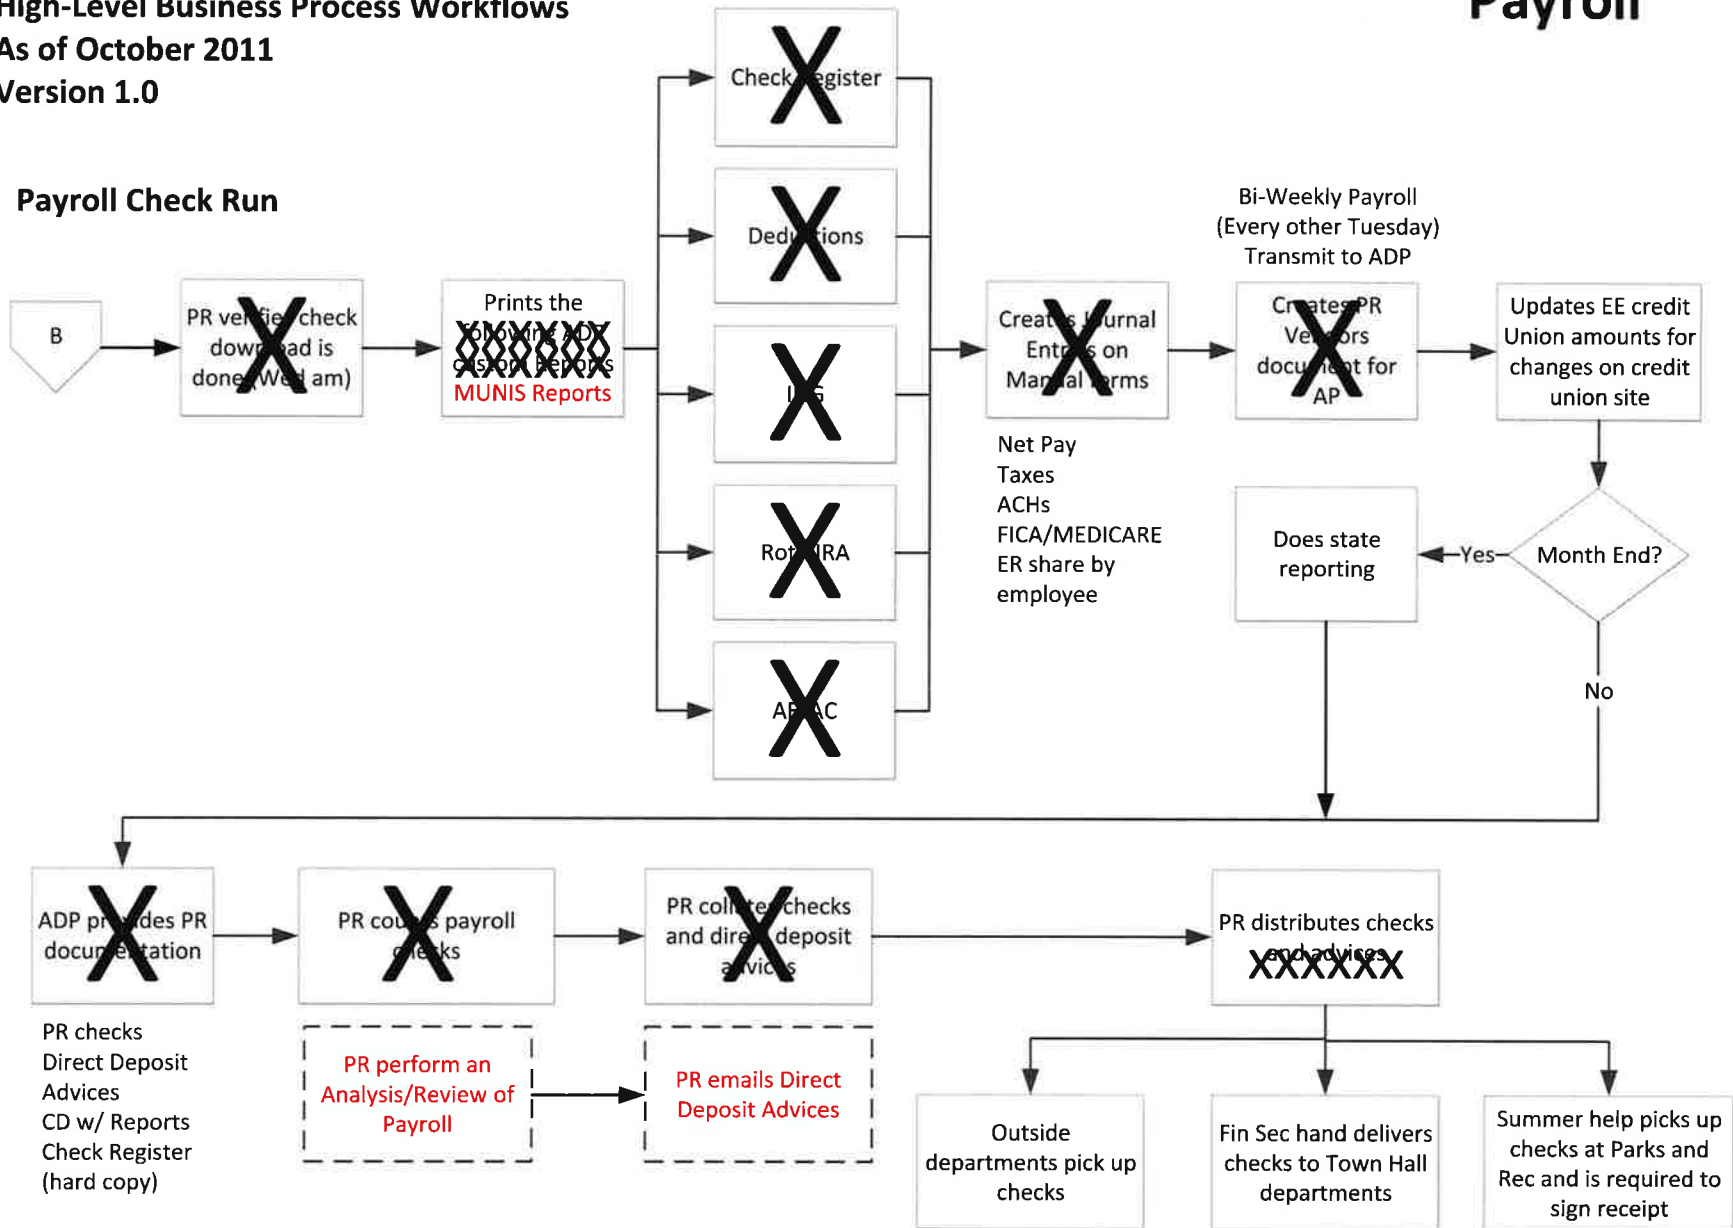 High-Level Business Process Workflows
As of October 2011
Version 1.0
Payroll
Payroll Check Run
B
PR verifies check
download is
done (Wed am)
Prints the
following ADP
custom Reports
MUNIS Reports
Check Register
Deductions
Roth IRA
AFLAC
Creates Journal
Entries on
Manual forms
Net Pay
Taxes
ACHs
FICA/MEDICARE
ER share by
employee
Bi-Weekly Payroll
(Every other Tuesday)
Transmit to ADP
Creates PR
Vendors
document for
AP
Updates EE credit
Union amounts for
changes on credit
union site
Month End?
Yes
No
Does state
reporting
ADP provides PR
documentation
PR checks
Direct Deposit
Advices
CD w/ Reports
Check Register
(hard copy)
PR counts payroll
checks
PR collates checks
and direct deposit
advices
PR distributes checks
and advices
XXXXXX
PR perform an
Analysis/Review of
Payroll
PR emails Direct
Deposit Advices
Outside
departments pick up
checks
Fin Sec hand delivers
checks to Town Hall
departments
Summer help picks up
checks at Parks and
Rec and is required to
sign receipt